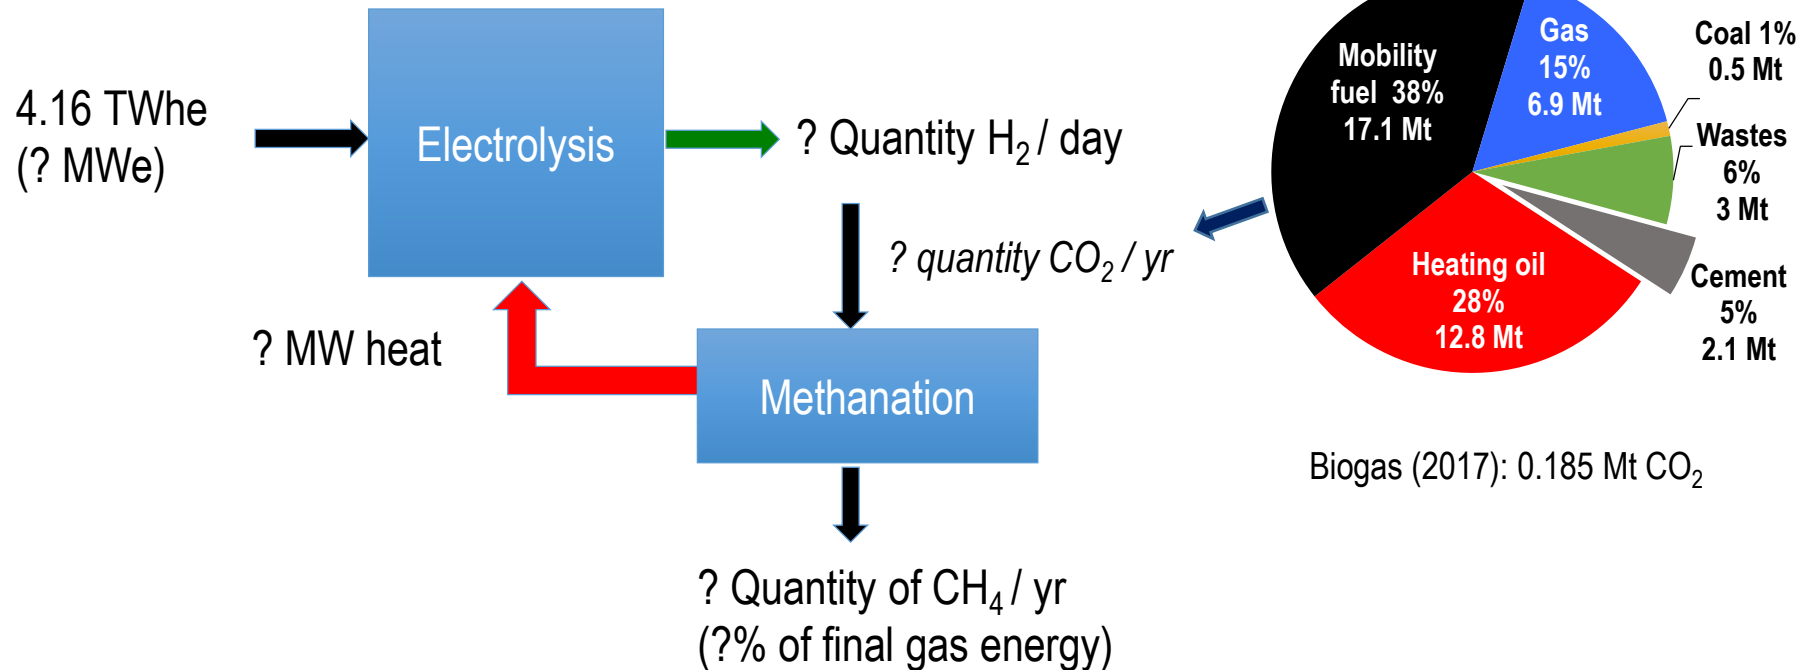 4.16 TWhe
(? MWe)
Electrolysis
? Quantity H₂ / day
? quantity CO₂ / yr
? MW heat
Methanation
? Quantity of CH₄ / yr
(?% of final gas energy)
Mobility
fuel 38%
17.1 Mt
Gas
15%
6.9 Mt
Coal 1%
0.5 Mt
Wastes
6%
3 Mt
Cement
5%
2.1 Mt
Heating oil
28%
12.8 Mt
Biogas (2017): 0.185 Mt CO₂